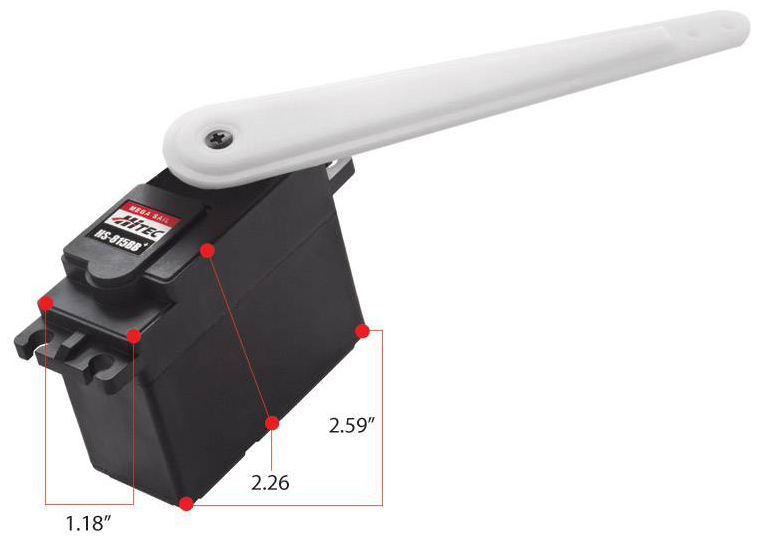 MEGA SAIL
HITEC
HS-815BB+
2.59”
2.26
1.18”